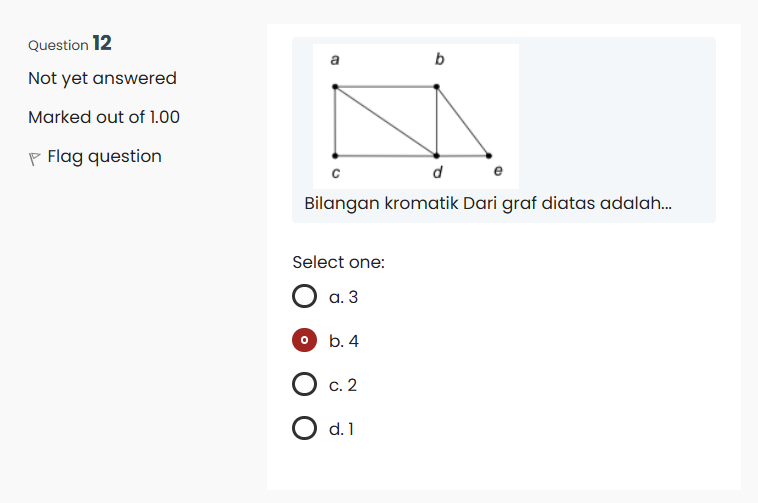 Question 12
Not yet answered
Marked out of 1.00
Flag question
a b
c d e
Bilangan kromatik Dari graf diatas adalah...
Select one:
a. 3
b. 4
c. 2
d. 1